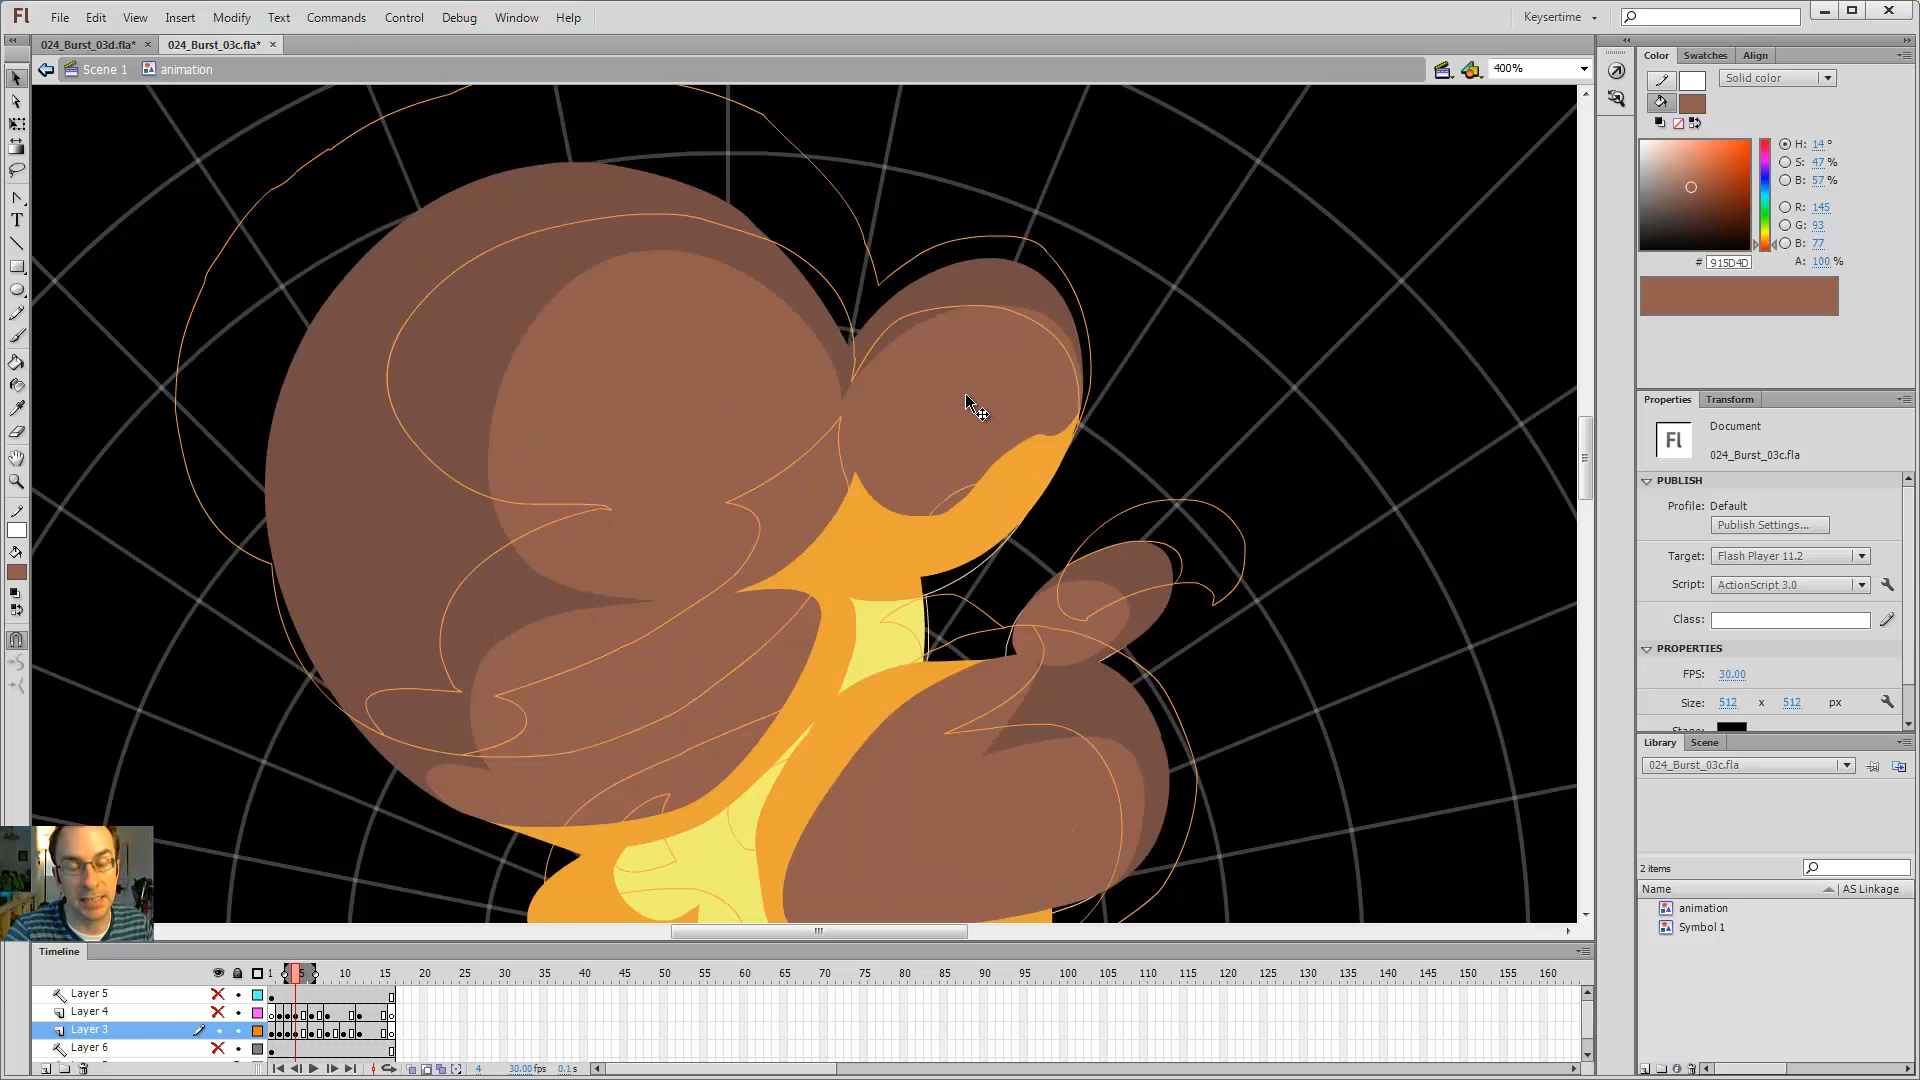 Fl File Edit View Insert Modify Text Commands Control Debug Window Help Keysertime
024_Burst_03d.fla* × 024_Burst_03c.fla* ×
Scene 1 animation 400%
Color Swatches Align
Solid color
H: 14 °
S: 47 %
B: 57 %
R: 145
G: 93
B: 77
# 915D4D A: 100 %
Properties Transform
Fl Document
024_Burst_03c.fla
PUBLISH
Profile: Default
Publish Settings...
Target: Flash Player 11.2
Script: ActionScript 3.0
Class:
PROPERTIES
FPS: 30.00
Size: 512 x 512 px
Library Scene
024_Burst_03c.fla
2 items
Name AS Linkage
animation
Symbol 1
Timeline
1 5 10 15 20 25 30 35 40 45 50 55 60 65 70 75 80 85 90 95 100 105 110 115 120 125 130 135 140 145 150 155 160
Layer 5
Layer 4
Layer 3
Layer 6
4 30.00 fps 0.1 s